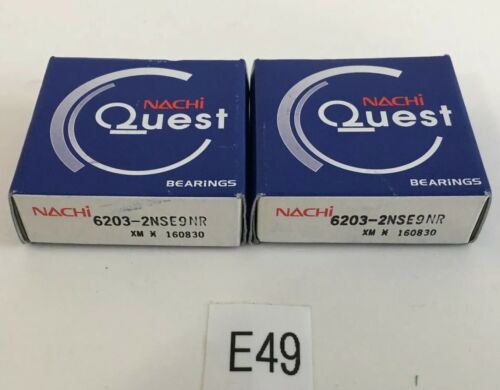 NACHi
Quest
BEARINGS
NACHi 6203-2NSE9NR
XM X 160830
NACHi
Quest
BEARINGS
NACHi 6203-2NSE9NR
XM X 160830
E49